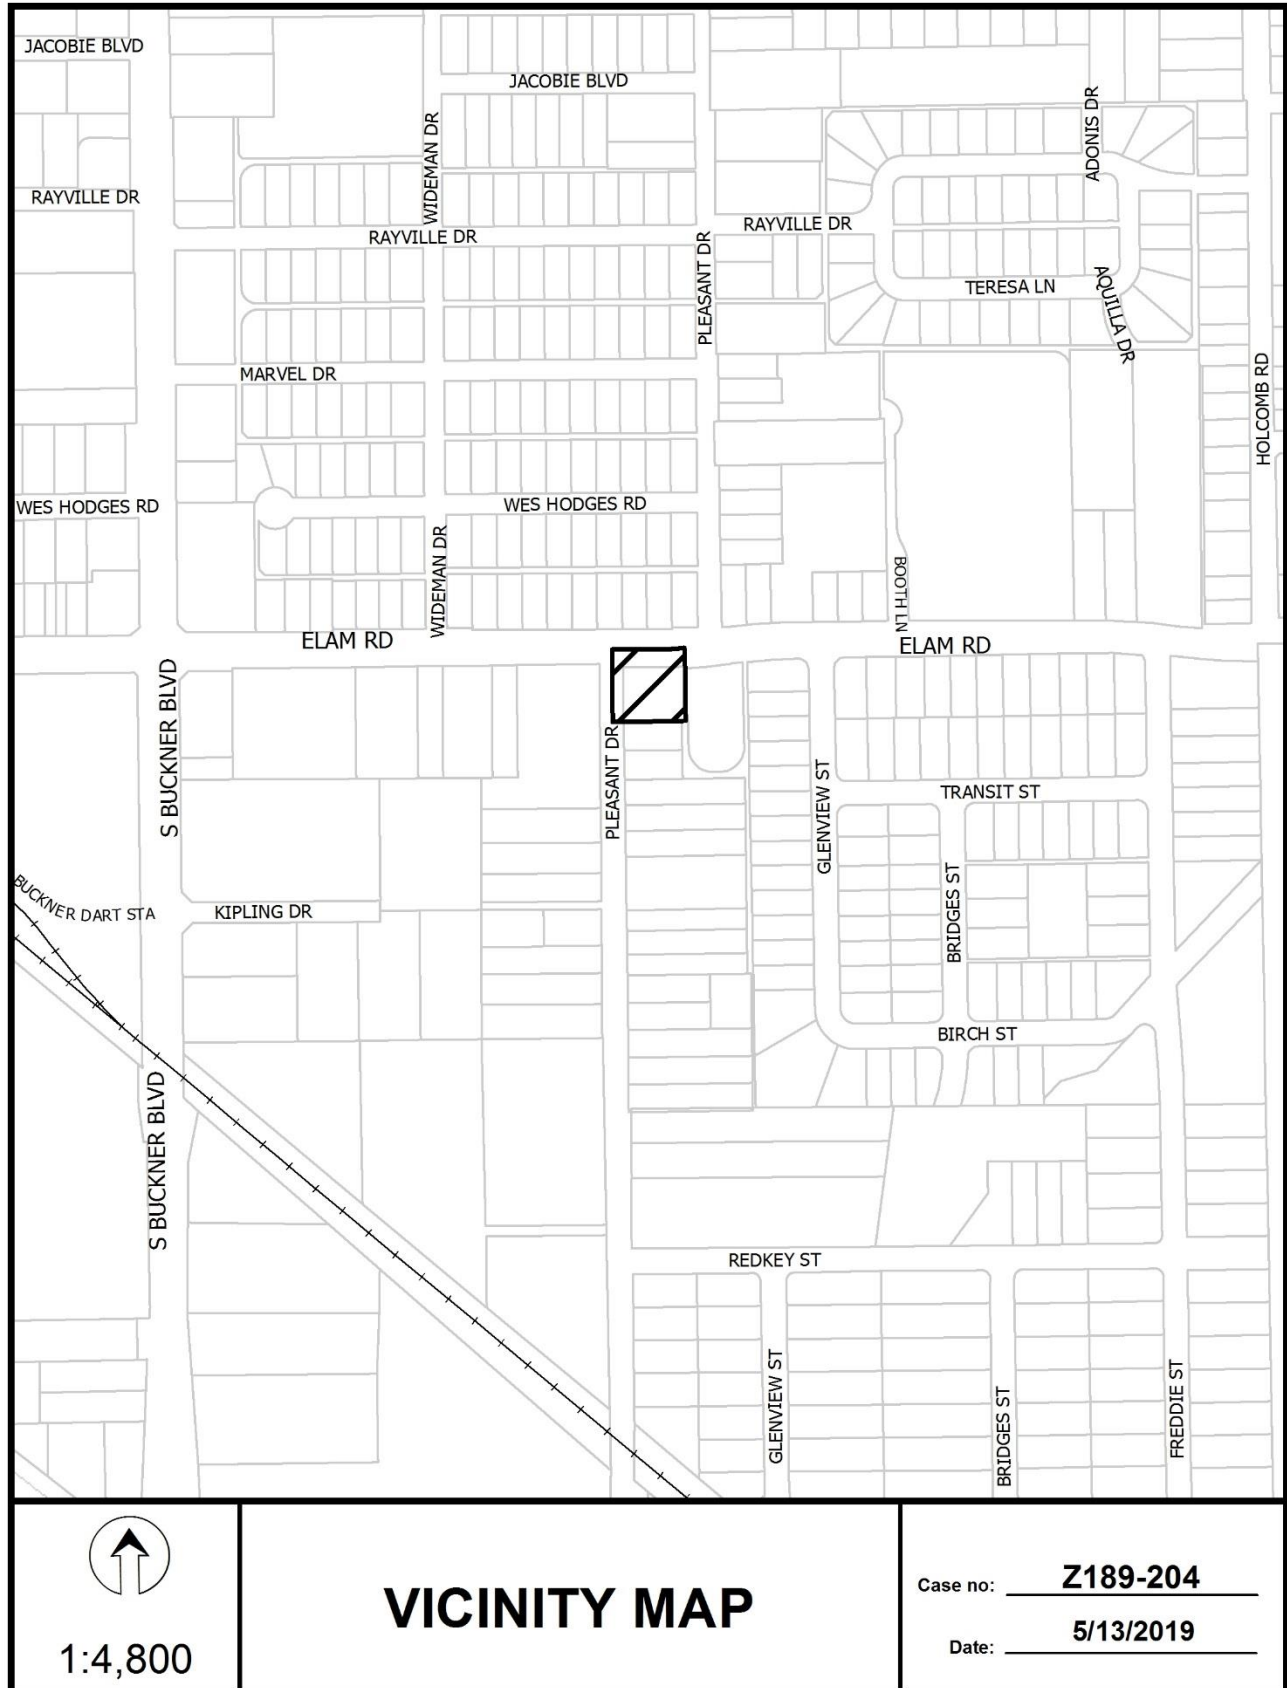 JACOBIE BLVD
JACOBIE BLVD
ADONIS DR
WIDEMAN DR
RAYVILLE DR
RAYVILLE DR
RAYVILLE DR
PLEASANT DR
TERESA LN
AQUILLA DR
MARVEL DR
HOLCOMB RD
WES HODGES RD
WES HODGES RD
WIDEMAN DR
BOOTH LN
ELAM RD
ELAM RD
S BUCKNER BLVD
PLEASANT DR
GLENVIEW ST
TRANSIT ST
BUCKNER DART STA
KIPLING DR
BRIDGES ST
BIRCH ST
S BUCKNER BLVD
REDKEY ST
GLENVIEW ST
BRIDGES ST
FREDDIE ST
1:4,800
VICINITY MAP
Case no: Z189-204
Date: 5/13/2019